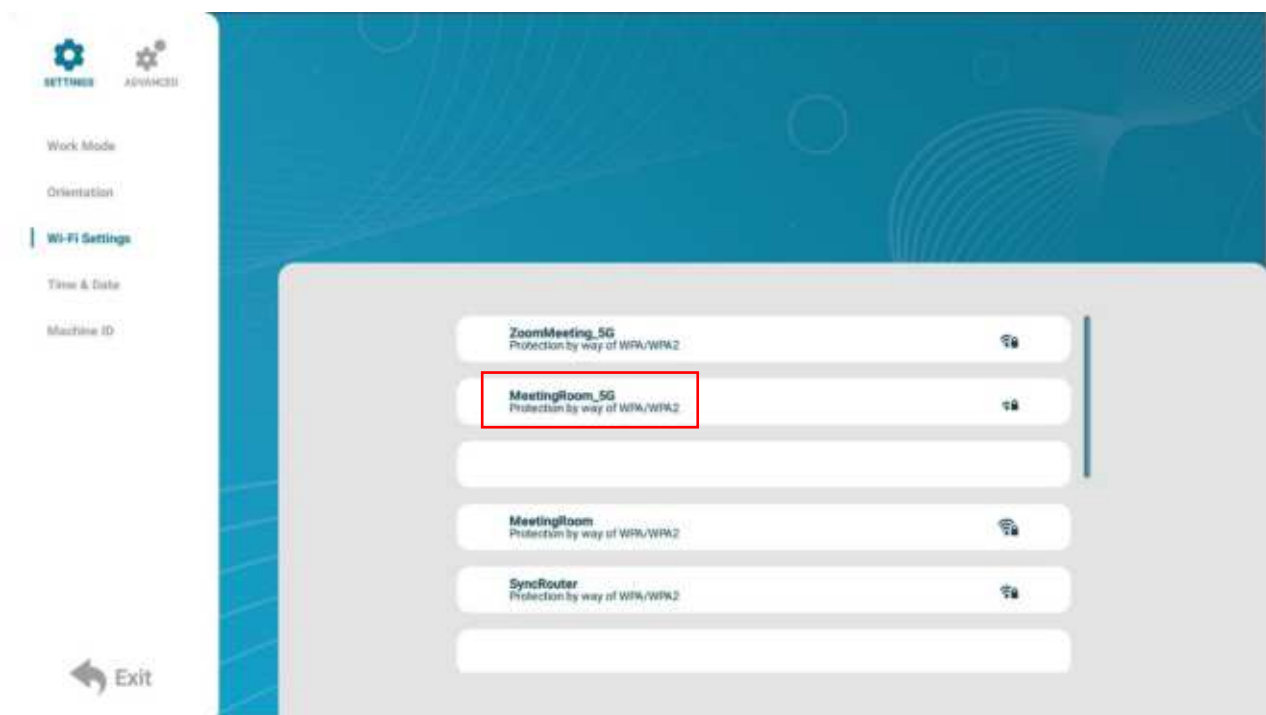 SETTINGS
ADVANCED
Work Mode
Orientation
Wi-Fi Settings
Time & Date
Machine ID
ZoomMeeting_5G
Protection by way of WPA/WPA2
MeetingRoom_5G
Protection by way of WPA/WPA2
MeetingRoom
Protection by way of WPA/WPA2
SyncRouter
Protection by way of WPA/WPA2
Exit